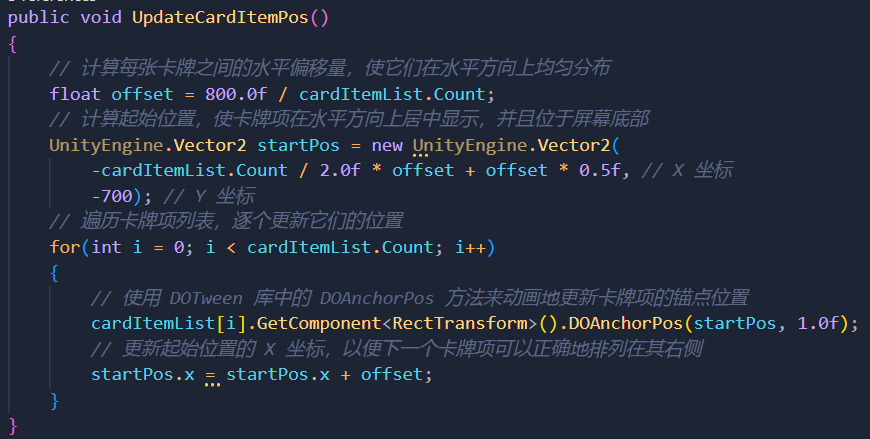 public void UpdateCardItemPos()
{
// 计算每张卡牌之间的水平偏移量，使它们在水平方向上均匀分布
float offset = 800.0f / cardItemList.Count;
// 计算起始位置，使卡牌项在水平方向上居中显示，并且位于屏幕底部
UnityEngine.Vector2 startPos = new UnityEngine.Vector2(
-cardItemList.Count / 2.0f * offset + offset * 0.5f, // X 坐标
-700); // Y 坐标
// 遍历卡牌项列表，逐个更新它们的位置
for(int i = 0; i < cardItemList.Count; i++)
{
// 使用 DOTween 库中的 DOAnchorPos 方法来动画地更新卡牌项的锚点位置
cardItemList[i].GetComponent<RectTransform>().DOAnchorPos(startPos, 1.0f);
// 更新起始位置的 X 坐标，以便下一个卡牌项可以正确地排列在其右侧
startPos.x = startPos.x + offset;
}
}